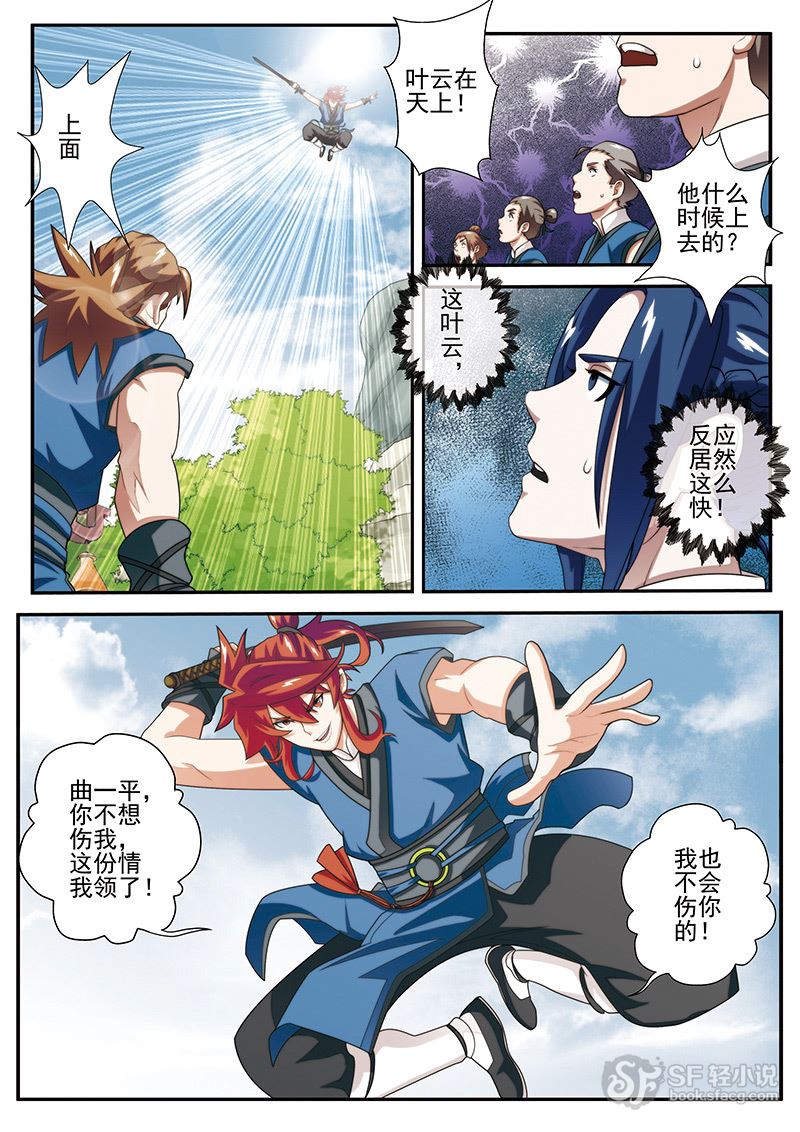 上面
叶云在
天上！
他什么
时候上
去的？
这叶云，
反应
居然
这么
快！
曲一平，
你不想
伤我，
这份情
我领了！
我也
不会
伤你
的！
SF轻小说
book.sfacg.com